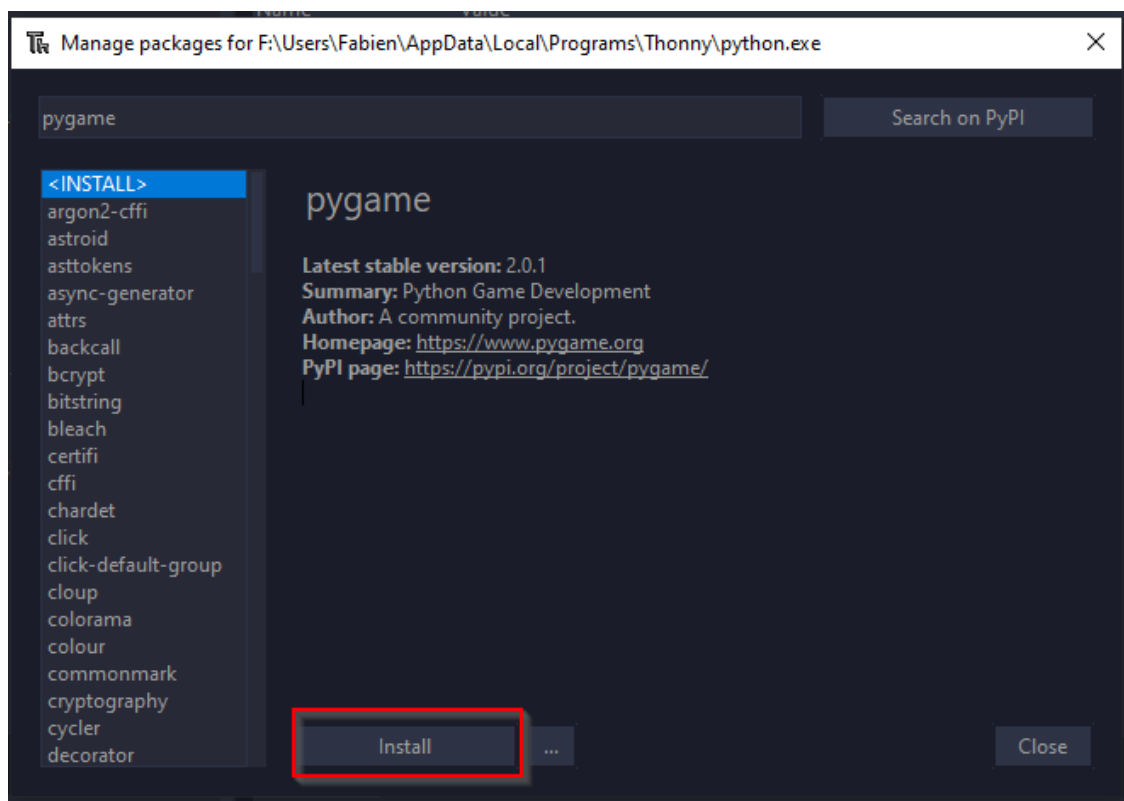 Name Value
Manage packages for F:\Users\Fabien\AppData\Local\Programs\Thonny\python.exe
pygame
Search on PyPI
<INSTALL>
argon2-cffi
astroid
asttokens
async-generator
attrs
backcall
bcrypt
bitstring
bleach
certifi
cffi
chardet
click
click-default-group
cloup
colorama
colour
commonmark
cryptography
cycler
decorator
pygame
Latest stable version: 2.0.1
Summary: Python Game Development
Author: A community project.
Homepage: https://www.pygame.org
PyPI page: https://pypi.org/project/pygame/
Install
...
Close